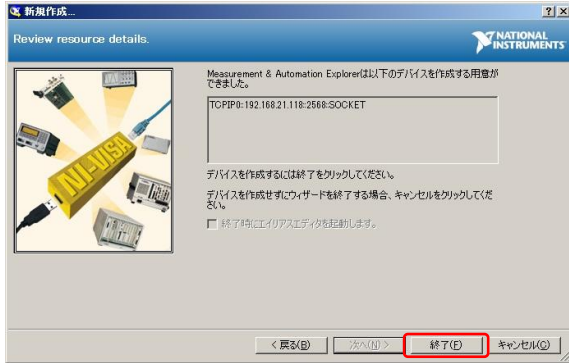 新規作成...
Review resource details.
NATIONAL
INSTRUMENTS
Measurement & Automation Explorerは以下のデバイスを作成する用意が
できました。
TCPIP0::192.168.21.118::2568::SOCKET
デバイスを作成するには終了をクリックしてください。
デバイスを作成せずにウィザードを終了する場合、キャンセルをクリックしてくだ
さい。
終了時にエイリアスエディタを起動します。
NI-VISA
< 戻る(B)
次へ(N) >
終了(F)
キャンセル(C)